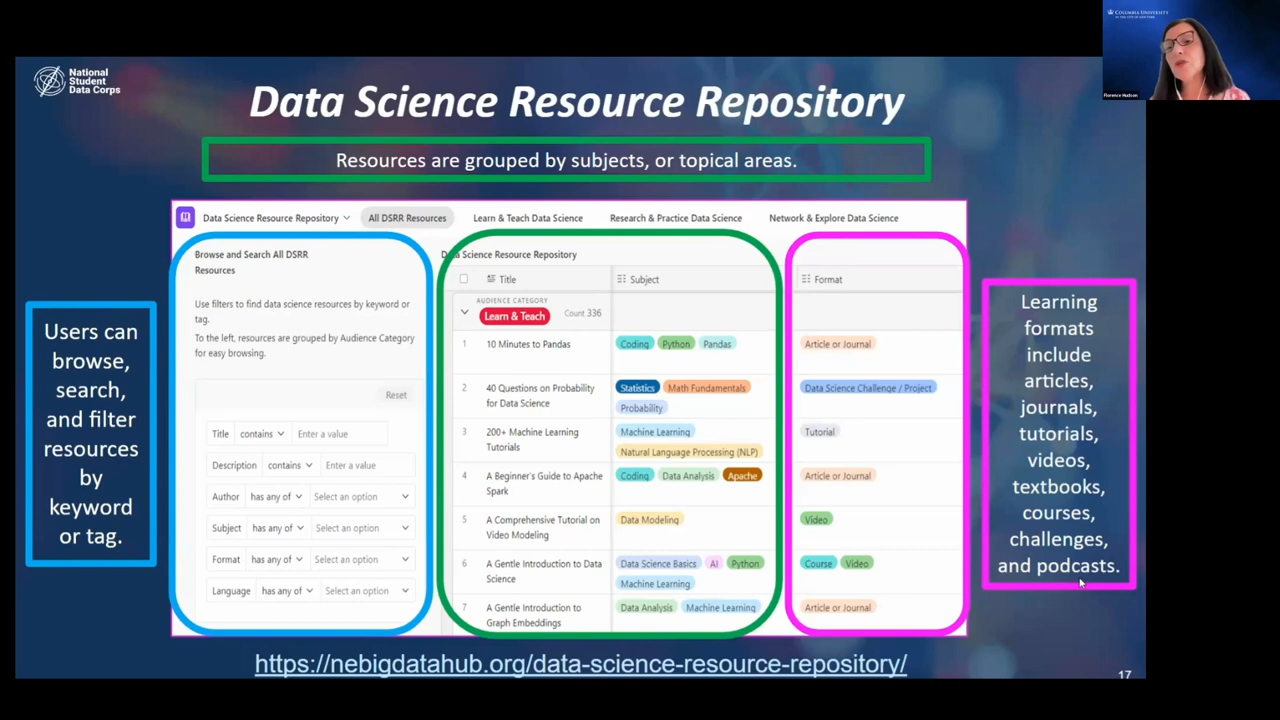 COLUMBIA UNIVERSITY
IN THE CITY OF NEW YORK
Florence Hudson
National
Student
Data Corps
Data Science Resource Repository
Resources are grouped by subjects, or topical areas.
Users can
browse,
search,
and filter
resources
by
keyword
or tag.
Data Science Resource Repository
All DSRR Resources
Learn & Teach Data Science
Research & Practice Data Science
Network & Explore Data Science
Browse and Search All DSRR
Resources
Use filters to find data science resources by keyword or
tag.
To the left, resources are grouped by Audience Category
for easy browsing.
Reset
Title contains Enter a value
Description contains Enter a value
Author has any of Select an option
Subject has any of Select an option
Format has any of Select an option
Language has any of Select an option
Data Science Resource Repository
Title Subject Format
AUDIENCE CATEGORY
Learn & Teach Count 336
1 10 Minutes to Pandas Coding Python Pandas Article or Journal
2 40 Questions on Probability Statistics Math Fundamentals Data Science Challenge / Project
for Data Science Probability
3 200+ Machine Learning Machine Learning Tutorial
Tutorials Natural Language Processing (NLP)
4 A Beginner's Guide to Apache Coding Data Analysis Apache Article or Journal
Spark
5 A Comprehensive Tutorial on Data Modeling Video
Video Modeling
6 A Gentle Introduction to Data Data Science Basics AI Python Course Video
Science Machine Learning
7 A Gentle Introduction to Data Analysis Machine Learning Article or Journal
Graph Embeddings
Learning
formats
include
articles,
journals,
tutorials,
videos,
textbooks,
courses,
challenges,
and podcasts.
https://nebigdatahub.org/data-science-resource-repository/
17